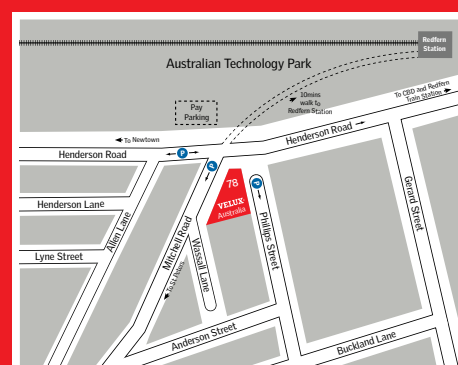 Redfern
Station
Australian Technology Park
10mins
walk to
Redfern Station
To CBD and Redfern
Train Station
Pay
Parking
To Newtown
Henderson Road
Henderson Road
P
P
P
78
VELUX
Australia
Henderson Lane
Allen Lane
Mitchell Road
Wassall Lane
Phillips Street
Gerard Street
Lyne Street
To St.Peters
Anderson Street
Buckland Lane